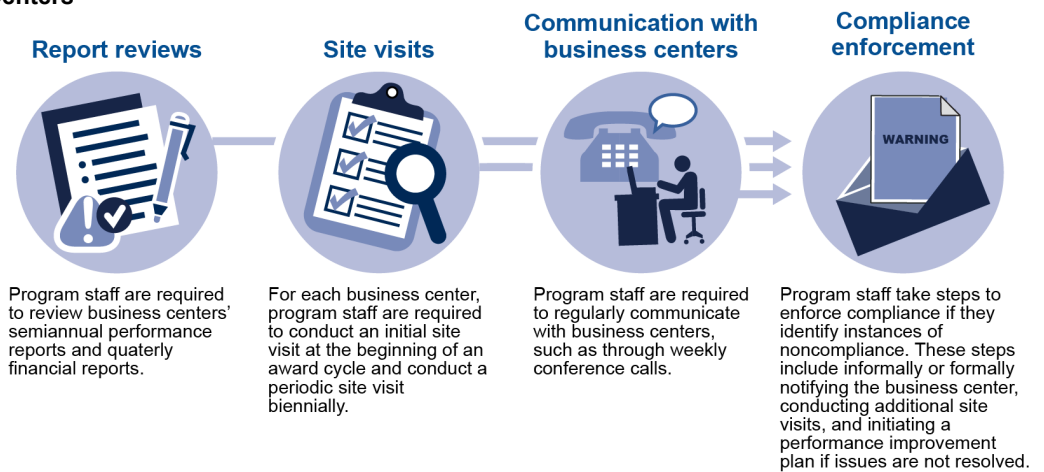 Report reviews
Site visits
Communication with
business centers
Compliance
enforcement
WARNING
Program staff are required
to review business centers’
semiannual performance
reports and quaterly
financial reports.
For each business center,
program staff are required
to conduct an initial site
visit at the beginning of an
award cycle and conduct a
periodic site visit
biennially.
Program staff are required
to regularly communicate
with business centers,
such as through weekly
conference calls.
Program staff take steps to
enforce compliance if they
identify instances of
noncompliance. These steps
include informally or formally
notifying the business center,
conducting additional site
visits, and initiating a
performance improvement
plan if issues are not resolved.